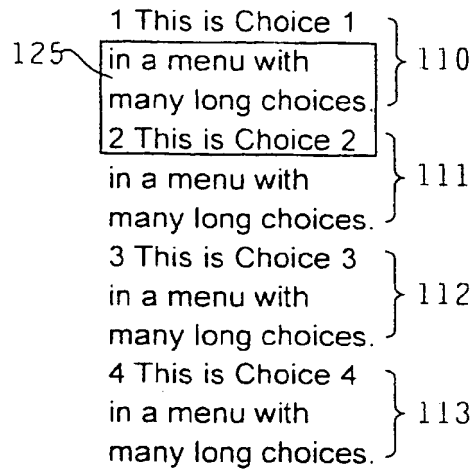 1 This is Choice 1
125 in a menu with 110
many long choices.
2 This is Choice 2
in a menu with 111
many long choices.
3 This is Choice 3
in a menu with 112
many long choices.
4 This is Choice 4
in a menu with 113
many long choices.